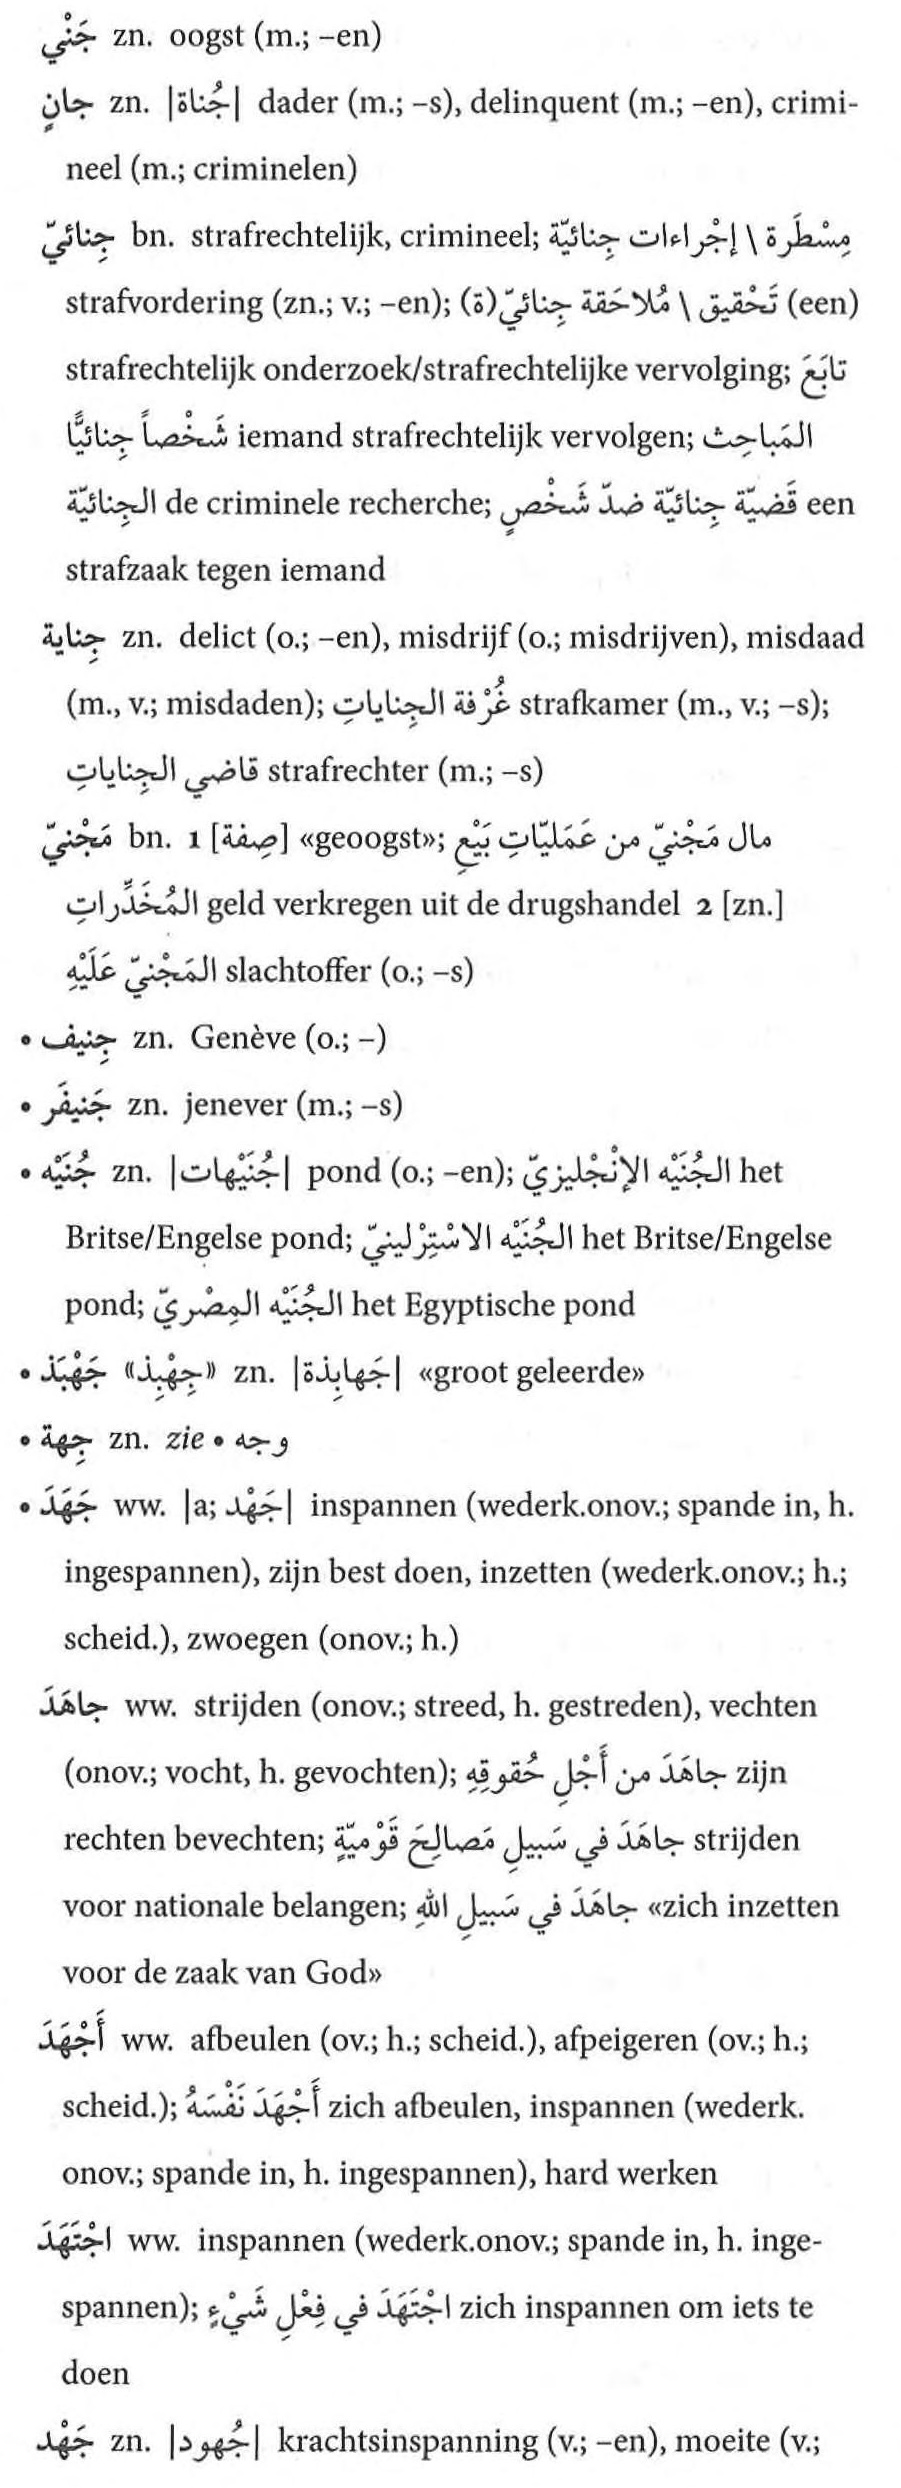 جَنْي zn. oogst (m.; –en)
جانٍ zn. |جُناة| dader (m.; –s), delinquent (m.; –en), crimi-
neel (m.; criminelen)
جِنائيّ bn. strafrechtelijk, crimineel; مِسْطَرة \ إجْراءات جِنائيّة
strafvordering (zn.; v.; –en); تَحْقيق \ مُلاحَقة جِنائيّ(ة) (een)
strafrechtelijk onderzoek/strafrechtelijke vervolging; تابَعَ
شَخْصاً جِنائيًّا iemand strafrechtelijk vervolgen; المَباحِث
الجِنائيّة de criminele recherche; قَضيّة جِنائيّة ضدّ شَخْصٍ een
strafzaak tegen iemand
جِناية zn. delict (o.; –en), misdrijf (o.; misdrijven), misdaad
(m., v.; misdaden); غُرْفة الجِناياتِ strafkamer (m., v.; –s);
قاضي الجِناياتِ strafrechter (m.; –s)
مَجْنيّ bn. 1 [صِفة] «geoogst»; مال مَجْنيّ من عَمَليّاتِ بَيْعِ
المُخَدِّراتِ geld verkregen uit de drugshandel 2 [zn.]
المَجْنيّ عَلَيْهِ slachtoffer (o.; –s)
• جِنيف zn. Genève (o.; –)
• جَنيفَر zn. jenever (m.; –s)
• جُنَيْه zn. |جُنَيْهات| pond (o.; –en); الجُنَيْه الإنْجْليزيّ het
Britse/Engelse pond; الجُنَيْه الاسْتِرْلينيّ het Britse/Engelse
pond; الجُنَيْه المِصْريّ het Egyptische pond
• جَهْبَذ «جِهْبِذ» zn. |جَهابِذة| «groot geleerde»
• جِهة zn. zie • وجه
• جَهَدَ ww. |a; جَهْد| inspannen (wederk.onov.; spande in, h.
ingespannen), zijn best doen, inzetten (wederk.onov.; h.;
scheid.), zwoegen (onov.; h.)
جاهَدَ ww. strijden (onov.; streed, h. gestreden), vechten
(onov.; vocht, h. gevochten); جاهَدَ من أَجْلِ حُقوقِهِ zijn
rechten bevechten; جاهَدَ في سَبيلِ مَصالِحَ قَوْميّةٍ strijden
voor nationale belangen; جاهَدَ في سَبيلِ اللهِ «zich inzetten
voor de zaak van God»
أَجْهَدَ ww. afbeulen (ov.; h.; scheid.), afpeigeren (ov.; h.;
scheid.); أَجْهَدَ نَفْسَهُ zich afbeulen, inspannen (wederk.
onov.; spande in, h. ingespannen), hard werken
اجْتَهَدَ ww. inspannen (wederk.onov.; spande in, h. inge-
spannen); اجْتَهَدَ في فِعْلِ شَيْءٍ zich inspannen om iets te
doen
جَهْد zn. |جُهود| krachtsinspanning (v.; –en), moeite (v.;